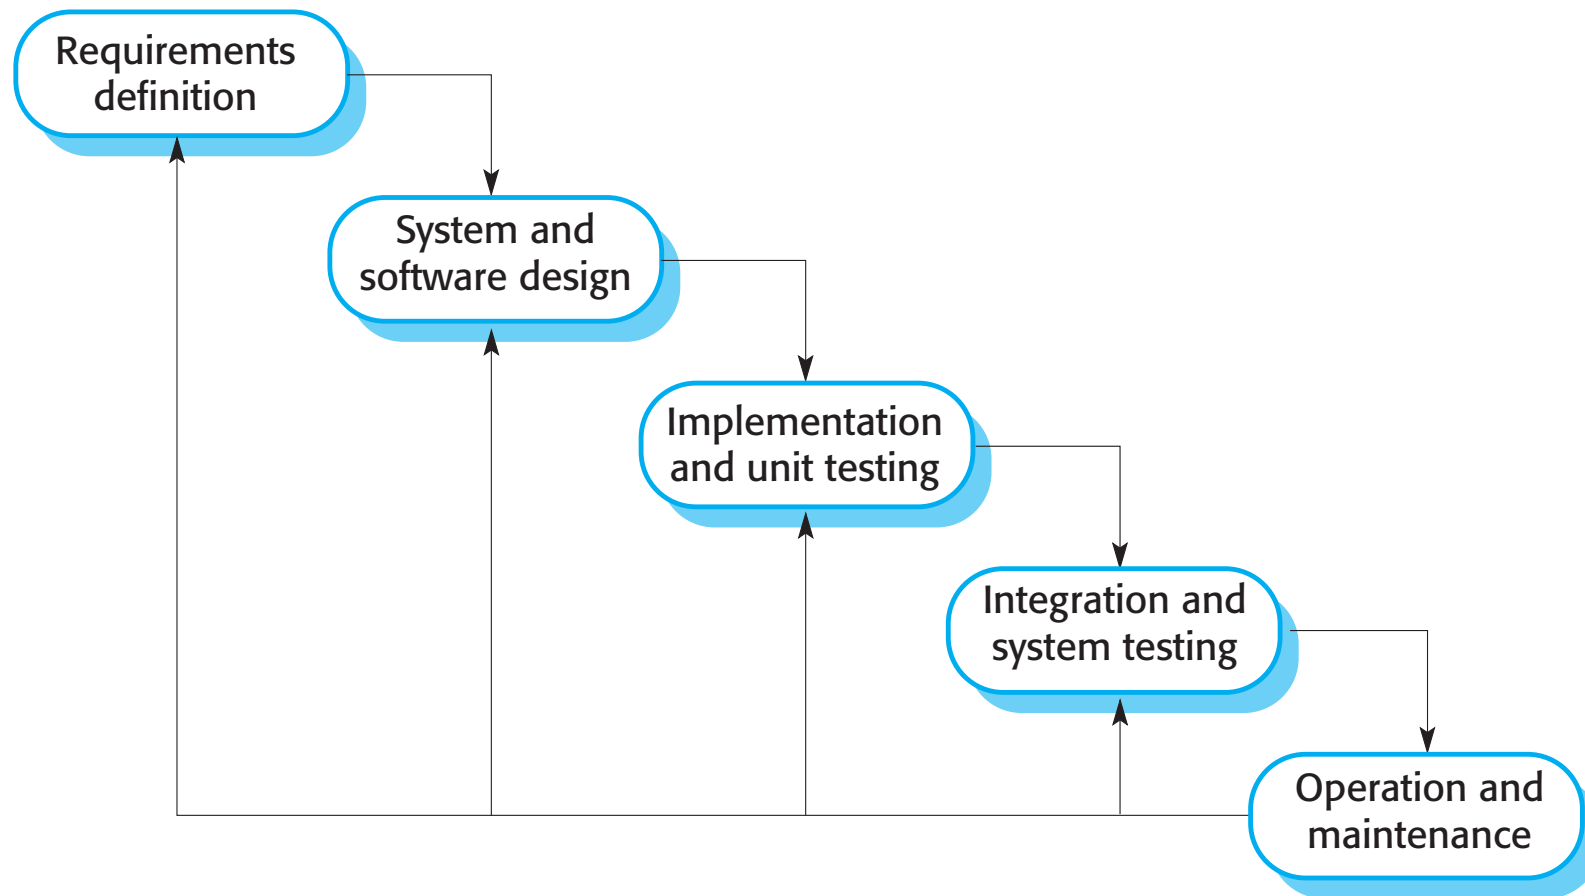 Requirements
definition
System and
software design
Implementation
and unit testing
Integration and
system testing
Operation and
maintenance